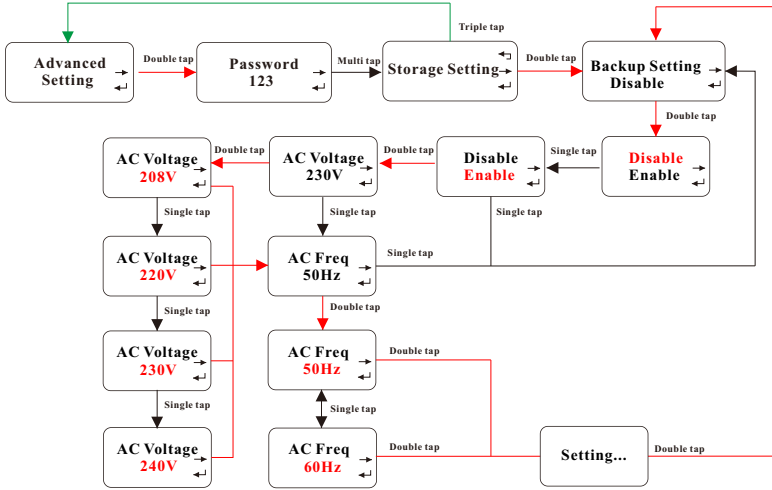 Triple tap
Advanced
Setting
Double tap
Password
123
Multi tap
Storage Setting
Double tap
Backup Setting
Disable
Double tap
AC Voltage
208V
Double tap
AC Voltage
230V
Double tap
Disable
Enable
Single tap
Disable
Enable
Single tap
Single tap
Single tap
AC Voltage
220V
AC Freq
50Hz
Single tap
Single tap
Double tap
AC Voltage
230V
AC Freq
50Hz
Double tap
Single tap
Single tap
AC Voltage
240V
AC Freq
60Hz
Double tap
Setting...
Double tap